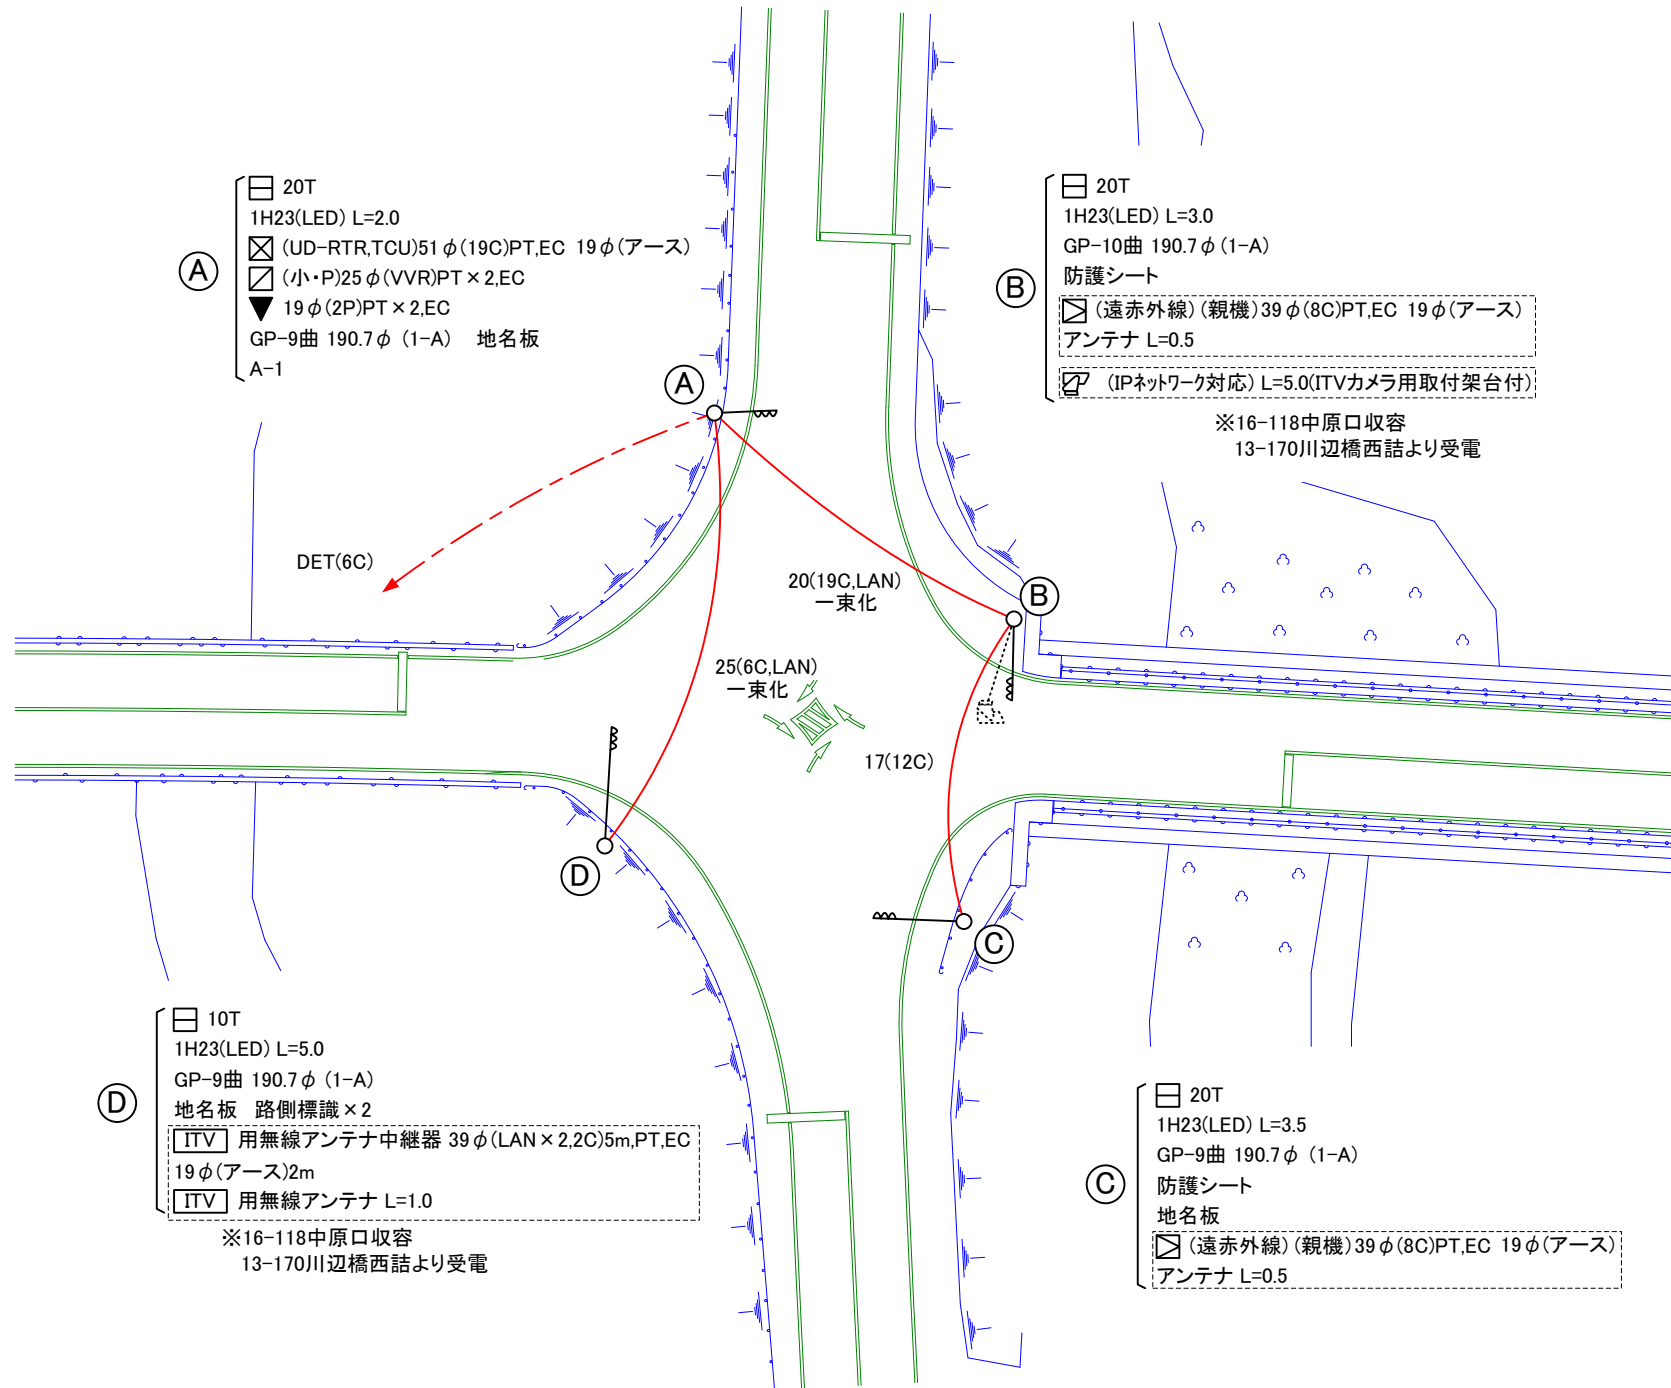 Ⓐ
20T
1H23(LED) L=2.0
(UD-RTR,TCU)51φ(19C)PT,EC 19φ(アース)
(小・P)25φ(VVR)PT×2,EC
19φ(2P)PT×2,EC
GP-9曲 190.7φ (1-A) 地名板
A-1
Ⓑ
20T
1H23(LED) L=3.0
GP-10曲 190.7φ(1-A)
防護シート
(遠赤外線)(親機)39φ(8C)PT,EC 19φ(アース)
アンテナ L=0.5
(IPネットワーク対応) L=5.0(ITVカメラ用取付架台付)
※16-118中原口収容
13-170川辺橋西詰より受電
Ⓐ
DET(6C)
20(19C,LAN)
一束化
Ⓑ
25(6C,LAN)
一束化
17(12C)
Ⓓ
Ⓒ
Ⓓ
10T
1H23(LED) L=5.0
GP-9曲 190.7φ (1-A)
地名板 路側標識×2
ITV 用無線アンテナ中継器 39φ(LAN×2,2C)5m,PT,EC
19φ(アース)2m
ITV 用無線アンテナ L=1.0
※16-118中原口収容
13-170川辺橋西詰より受電
Ⓒ
20T
1H23(LED) L=3.5
GP-9曲 190.7φ (1-A)
防護シート
地名板
(遠赤外線)(親機)39φ(8C)PT,EC 19φ(アース)
アンテナ L=0.5